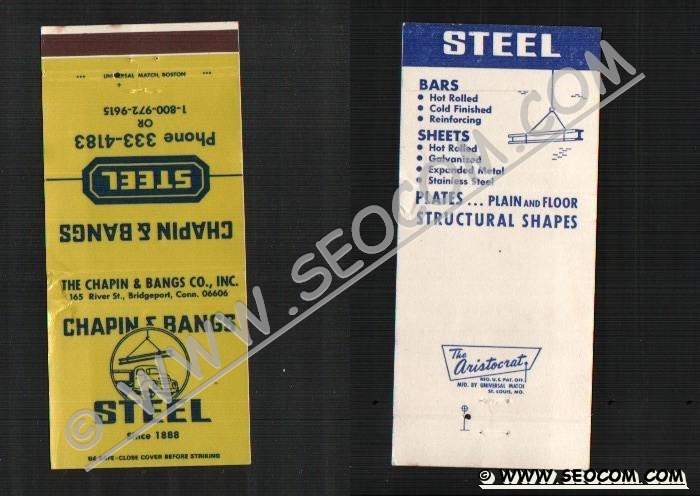 UNIVERSAL MATCH, BOSTON
1-800-972-9615
OR
Phone 333-4183
STEEL
CHAPIN & BANGS
THE CHAPIN & BANGS CO., INC.
165 River St., Bridgeport, Conn. 06606
CHAPIN & BANGS
STEEL
Since 1888
BE SAFE-CLOSE COVER BEFORE STRIKING
STEEL
BARS
• Hot Rolled
• Cold Finished
• Reinforcing
SHEETS
• Hot Rolled
• Galvanized
• Expanded Metal
• Stainless Steel
PLATES ... PLAIN AND FLOOR
STRUCTURAL SHAPES
The
Aristocrat
REG. U.S. PAT. OFF.
MFD. BY UNIVERSAL MATCH
ST. LOUIS, MO.
© WWW.SEOCOM.COM
© WWW.SEOCOM.COM